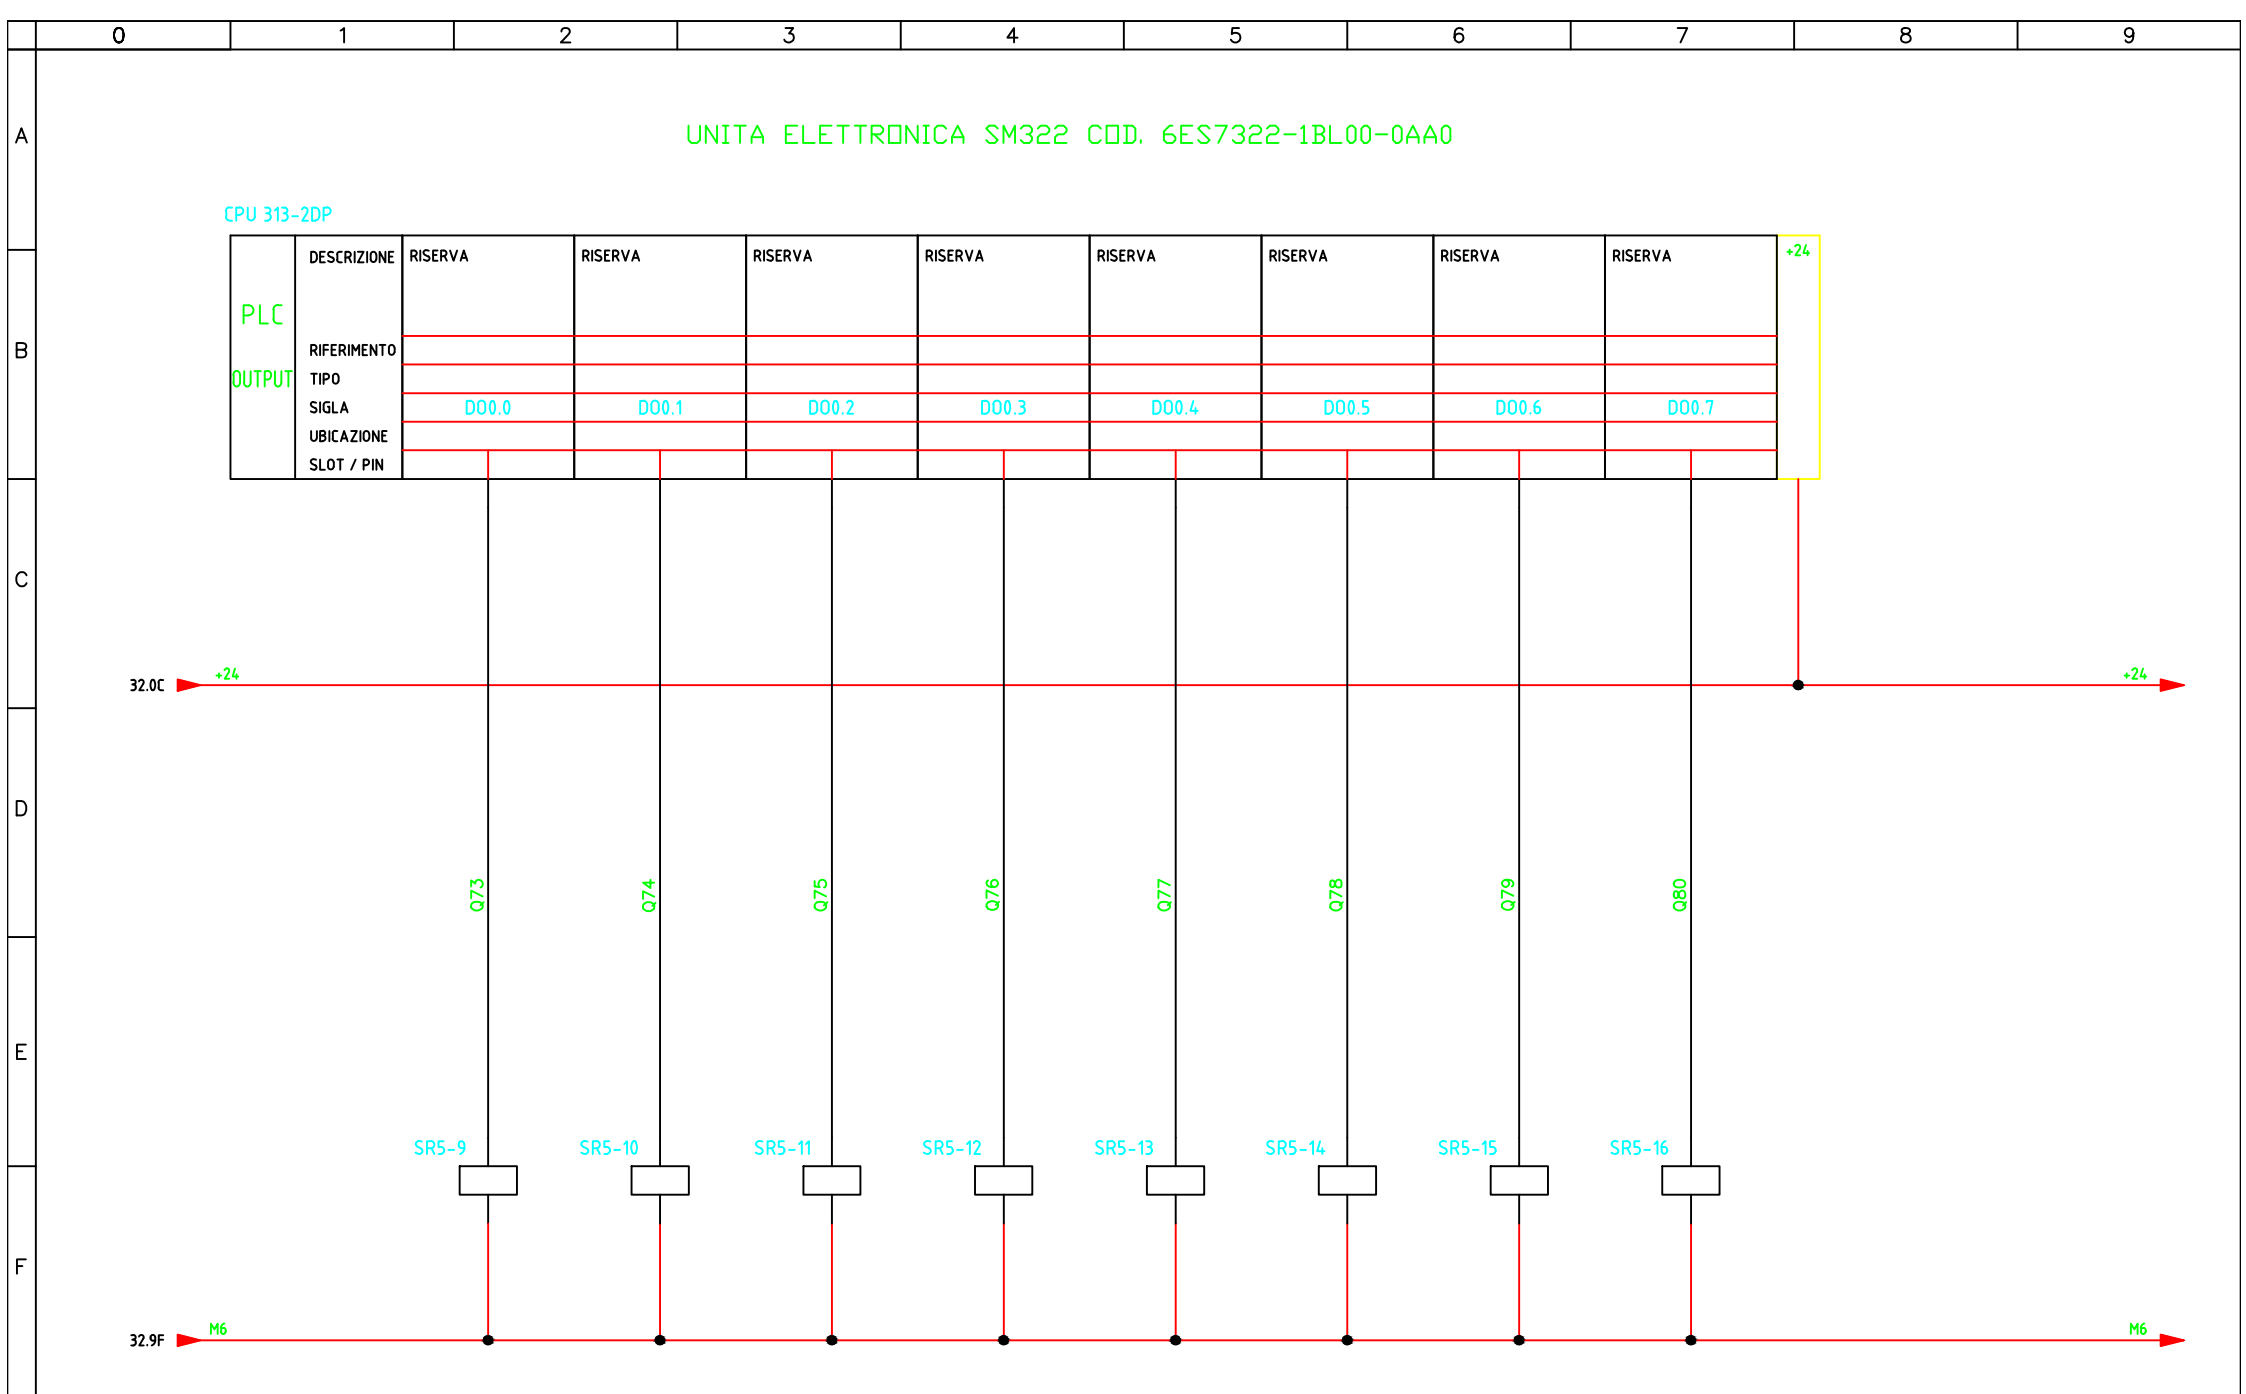 0 1 2 3 4 5 6 7 8 9
A
UNITA ELETTRONICA SM322 COD. 6ES7322-1BL00-0AA0
CPU 313-2DP
DESCRIZIONE RISERVA RISERVA RISERVA RISERVA RISERVA RISERVA RISERVA RISERVA +24
PLC
B
RIFERIMENTO
OUTPUT TIPO
SIGLA DO0.0 DO0.1 DO0.2 DO0.3 DO0.4 DO0.5 DO0.6 DO0.7
UBICAZIONE
SLOT / PIN
C
+24 +24
32.0C
D
Q73 Q74 Q75 Q76 Q77 Q78 Q79 Q80
E
SR5-9 SR5-10 SR5-11 SR5-12 SR5-13 SR5-14 SR5-15 SR5-16
F
M6 M6
32.9F